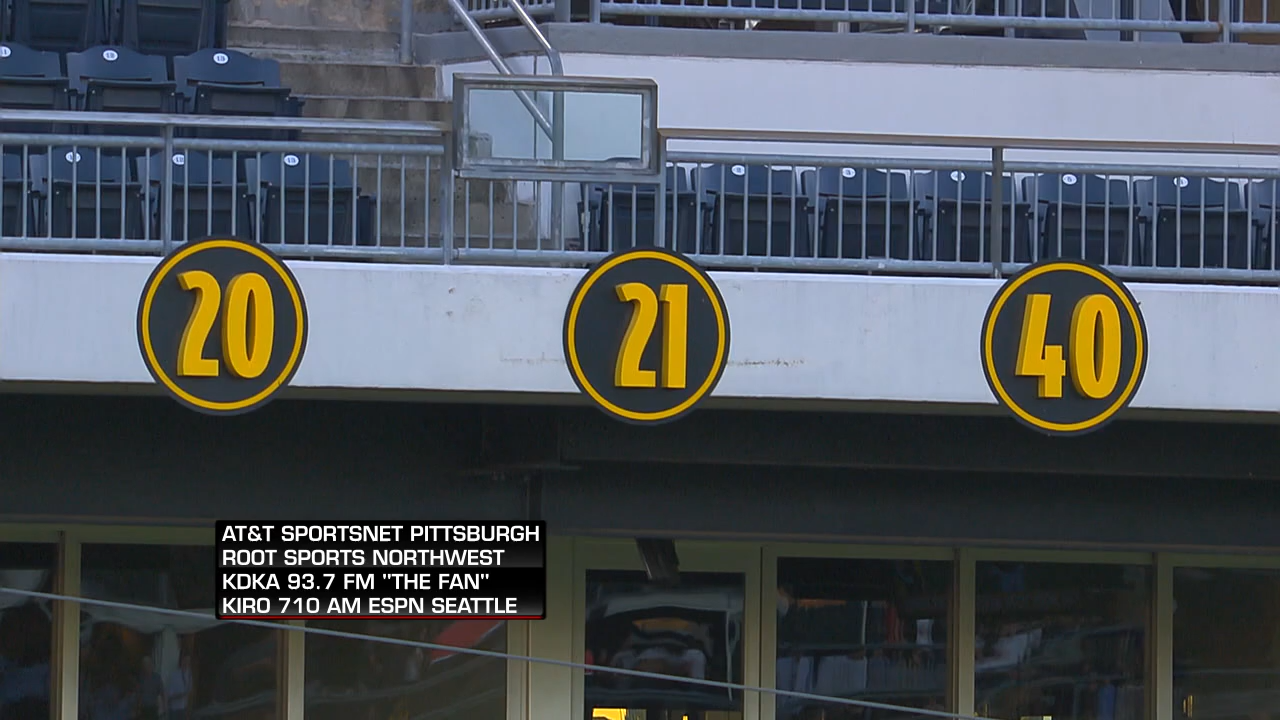 20 21 40
AT&T SPORTSNET PITTSBURGH
ROOT SPORTS NORTHWEST
KDKA 93.7 FM "THE FAN"
KIRO 710 AM ESPN SEATTLE